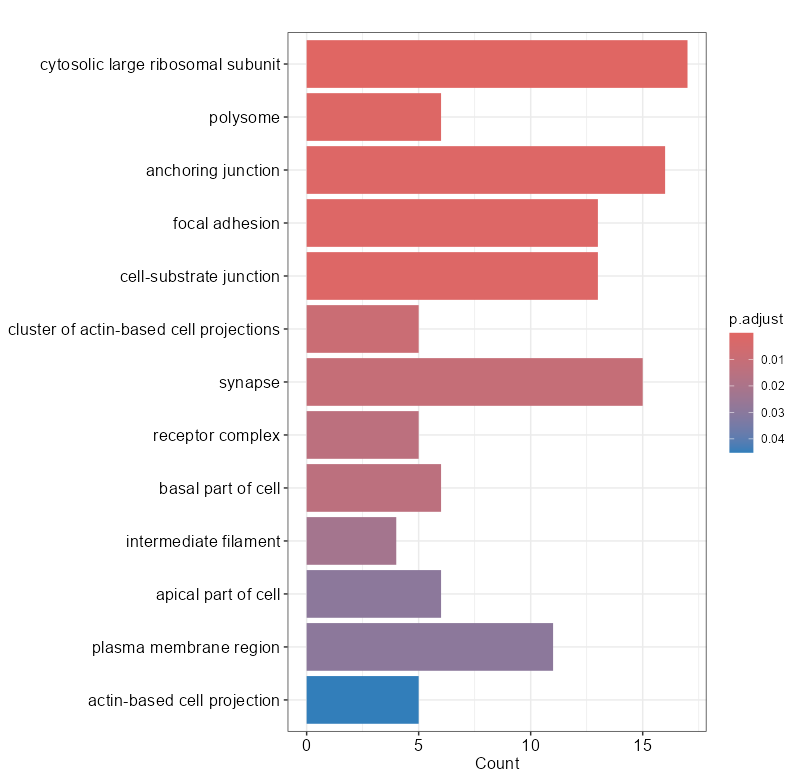 cytosolic large ribosomal subunit
polysome
anchoring junction
focal adhesion
cell-substrate junction
cluster of actin-based cell projections
synapse
receptor complex
basal part of cell
intermediate filament
apical part of cell
plasma membrane region
actin-based cell projection
0 5 10 15
Count
p.adjust
0.01
0.02
0.03
0.04